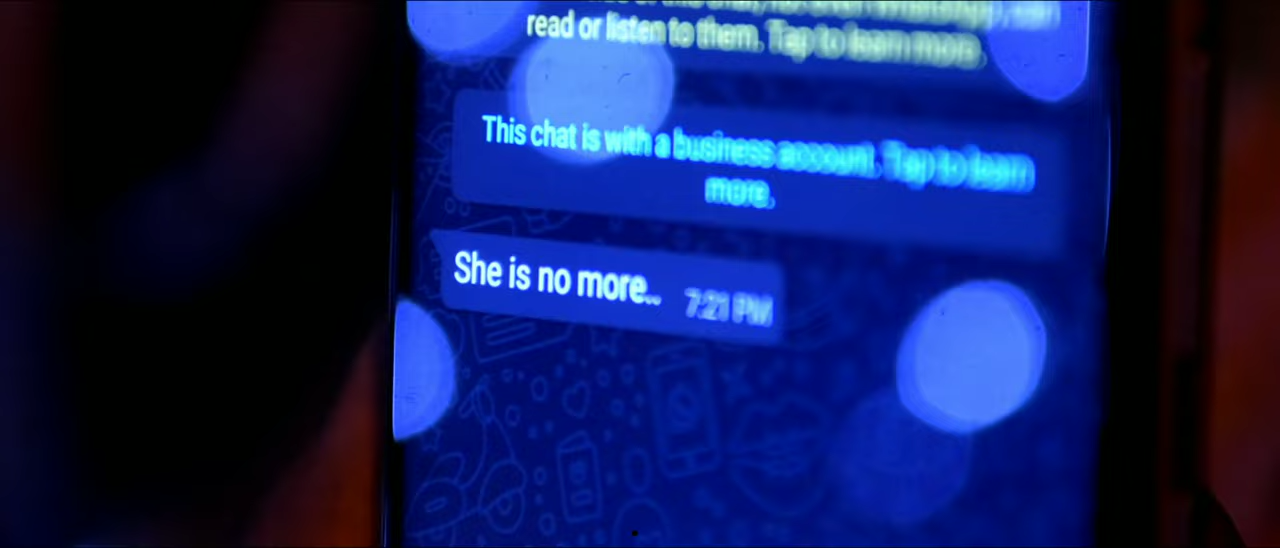 read or listen to them. Tap to learn more.
This chat is with a business account. Tap to learn
more.
She is no more..
7:21 PM